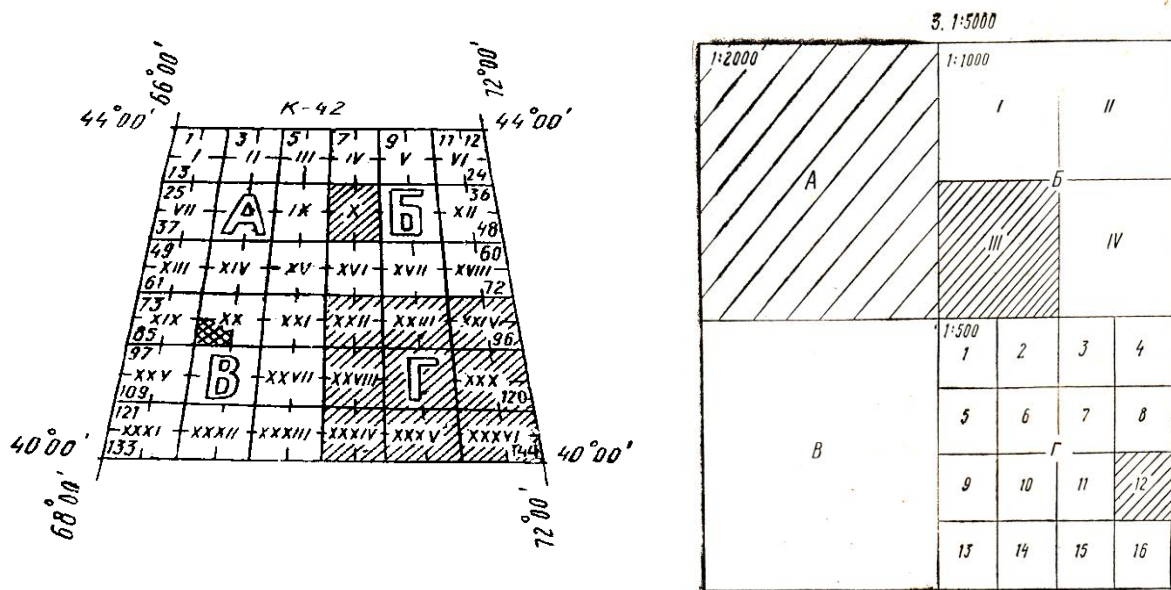 66°00'
72°00'
44°00'
К-42
44°00'
1 3 5 7 9 11 12
I II III IV V VI
13 24
25 36
VII А IX X Б XII
37 48
49 60
XIII XIV XV XVI XVII XVIII
61 72
73
XIX XX XXI XXII XXIII XXIV
85 96
97
XXV В XXVII XXVIII Г XXX
109 120
121
XXXI XXXII XXXIII XXXIV XXXV XXXVI
133 144
40°00'
40°00'
68°00'
72°00'
3. 1:5000
1:2000
А
1:1000
I II
Б
III IV
В
1:500
1 2 3 4
5 6 7 8
Г
9 10 11 12
13 14 15 16